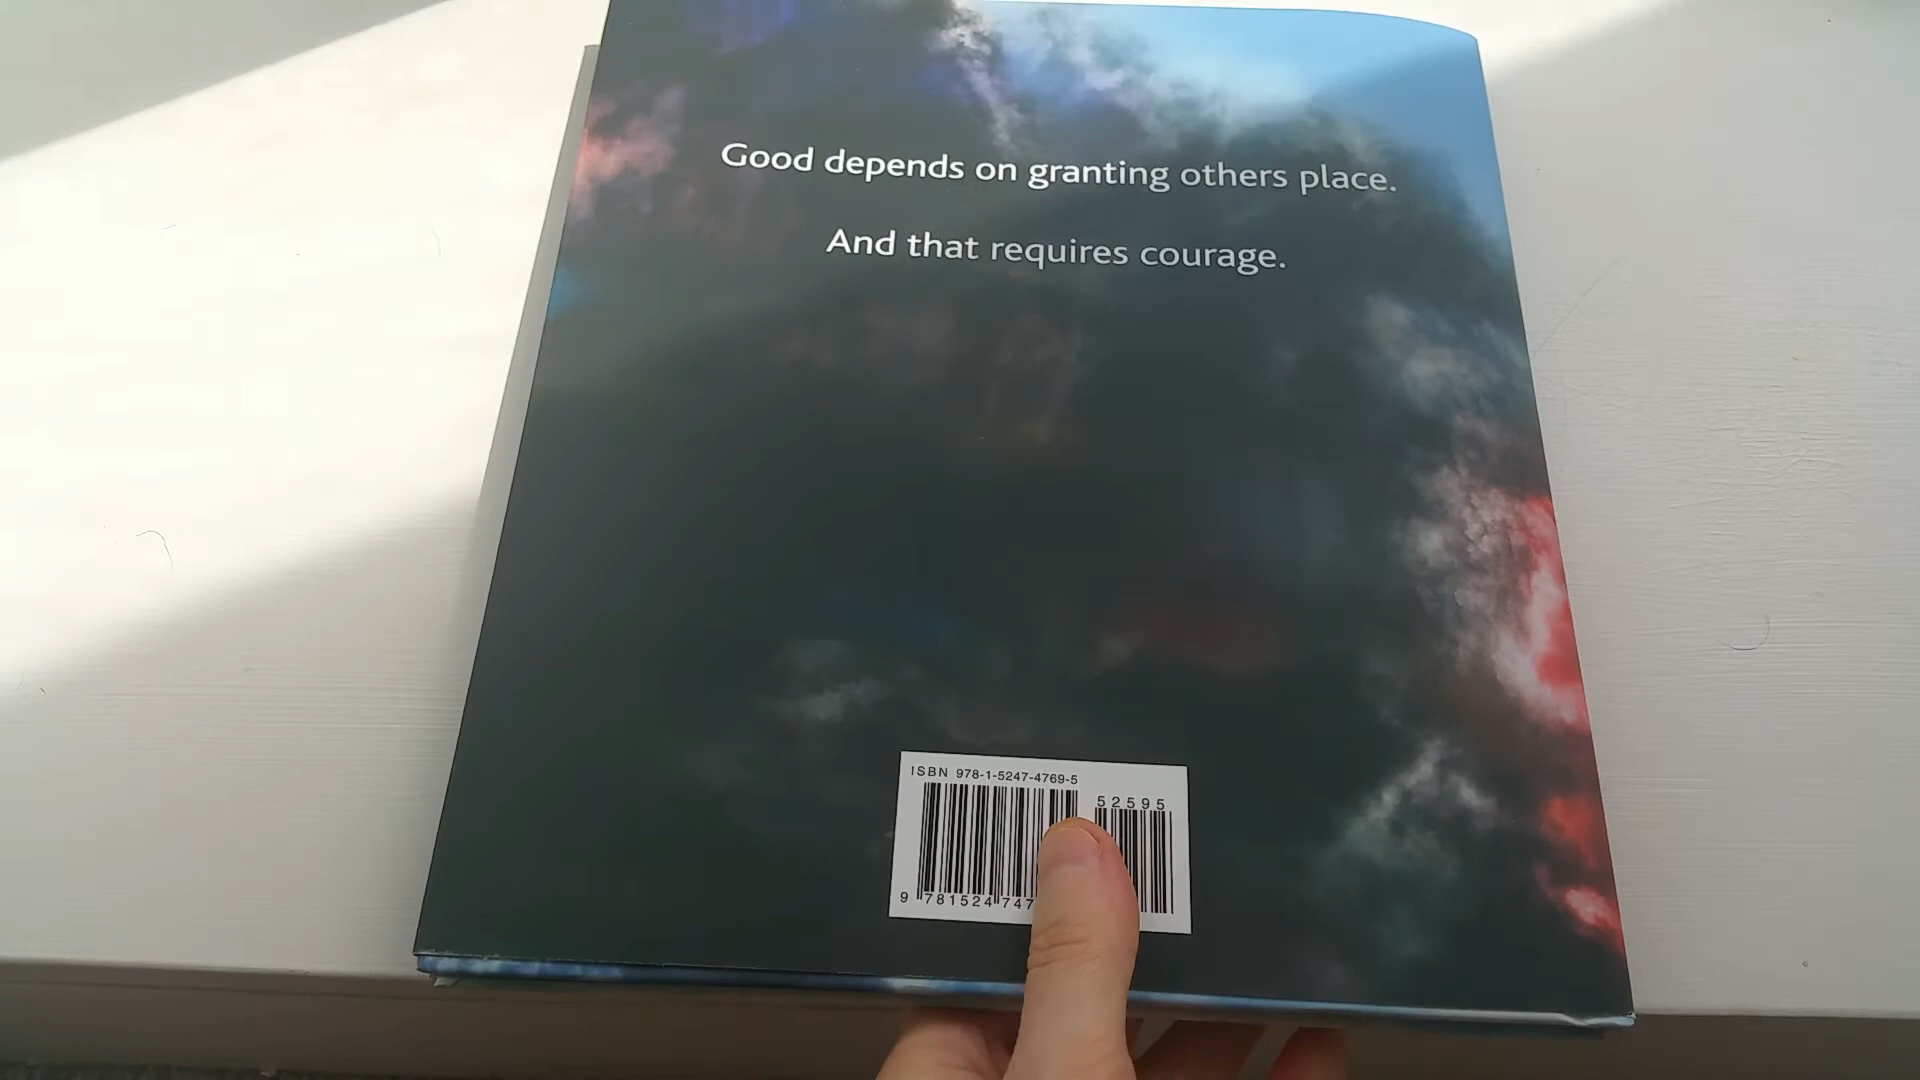 Good depends on granting others place.
And that requires courage.
ISBN 978-1-5247-4769-5
52595
9 781524 747